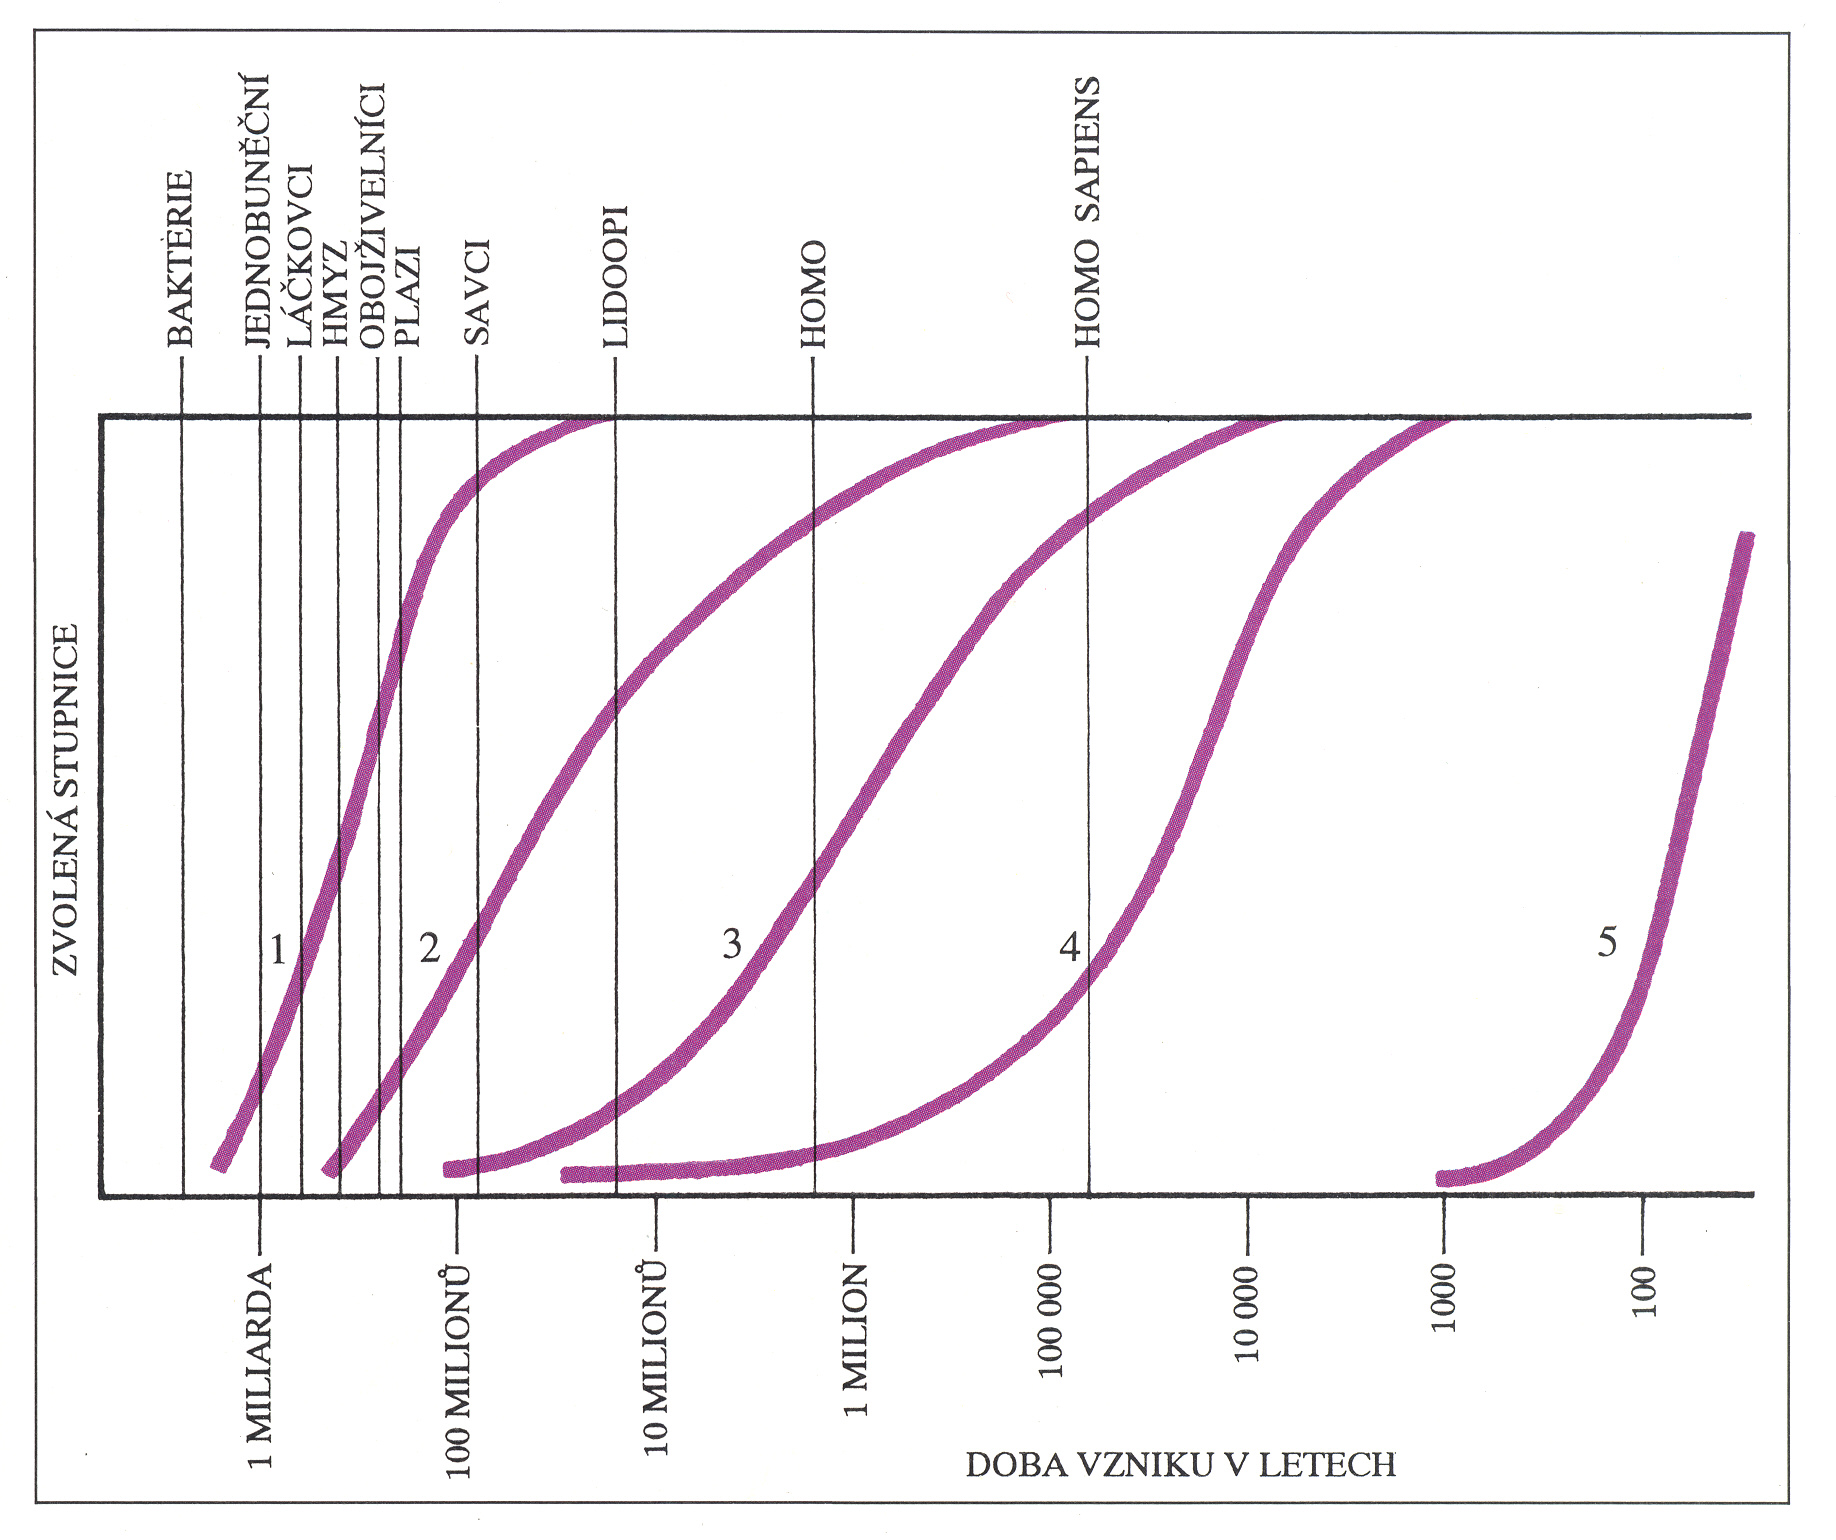 BAKTERIE
JEDNOBUNĚČNÍ
LÁČKOVCI
HMYZ
OBOJŽIVELNÍCI
PLAZI
SAVCI
LIDOOPI
HOMO
HOMO SAPIENS
ZVOLENÁ STUPNICE
1
2
3
4
5
1 MILIARDA
100 MILIONŮ
10 MILIONŮ
1 MILION
100 000
10 000
1000
100
DOBA VZNIKU V LETECH